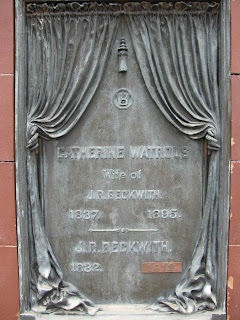 CATHERINE WATROUS
Wife of
J.R. BECKWITH.
1837. 1895.
J.R. BECKWITH.
1832.